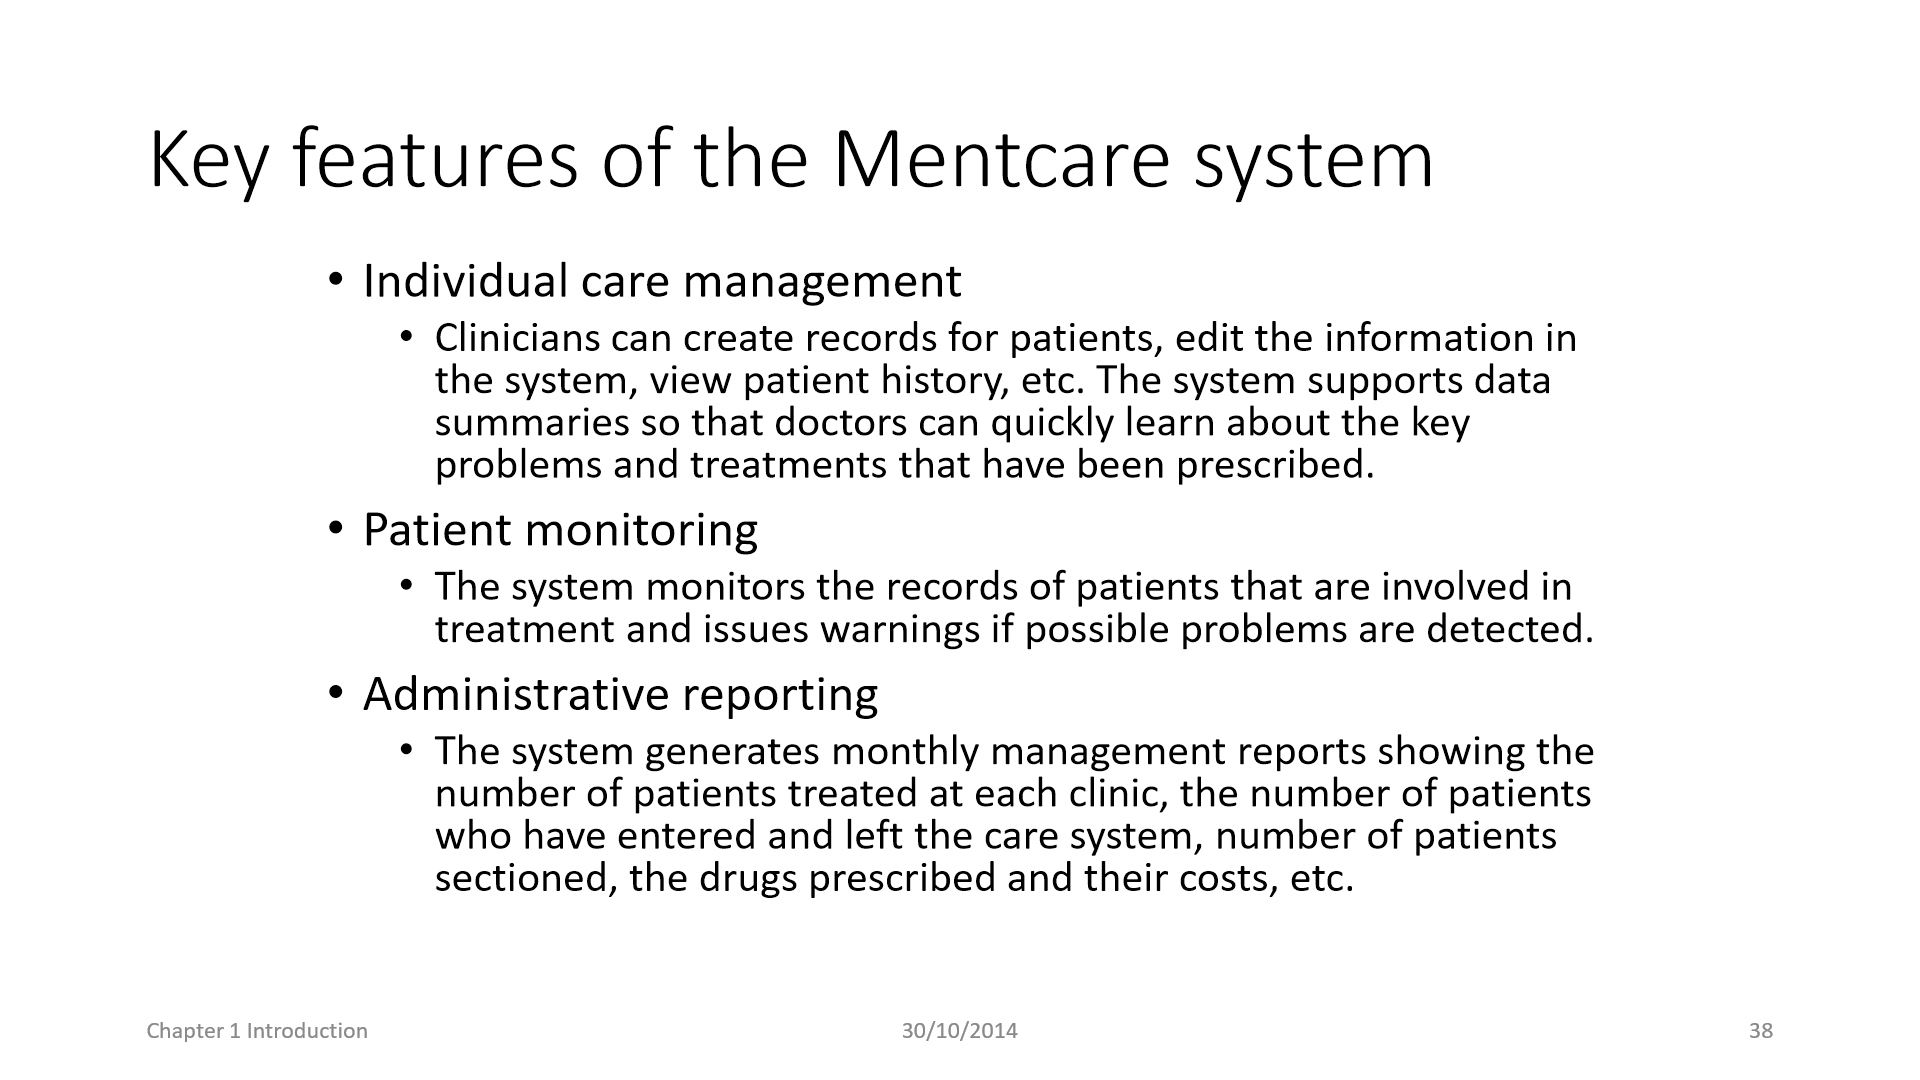 Key features of the Mentcare system
• Individual care management
• Clinicians can create records for patients, edit the information in
the system, view patient history, etc. The system supports data
summaries so that doctors can quickly learn about the key
problems and treatments that have been prescribed.
• Patient monitoring
• The system monitors the records of patients that are involved in
treatment and issues warnings if possible problems are detected.
• Administrative reporting
• The system generates monthly management reports showing the
number of patients treated at each clinic, the number of patients
who have entered and left the care system, number of patients
sectioned, the drugs prescribed and their costs, etc.
Chapter 1 Introduction
30/10/2014
38